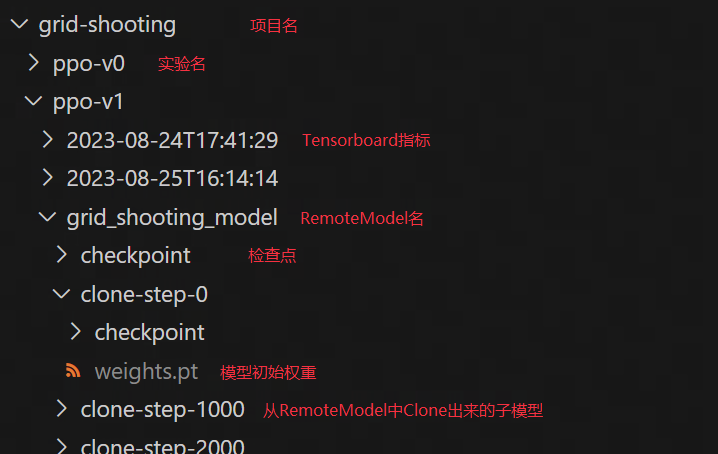 grid-shooting 项目名
ppo-v0 实验名
ppo-v1
2023-08-24T17:41:29 Tensorboard指标
2023-08-25T16:14:14
grid_shooting_model RemoteModel名
checkpoint 检查点
clone-step-0
checkpoint
weights.pt 模型初始权重
clone-step-1000 从RemoteModel中Clone出来的子模型
clone-step-2000